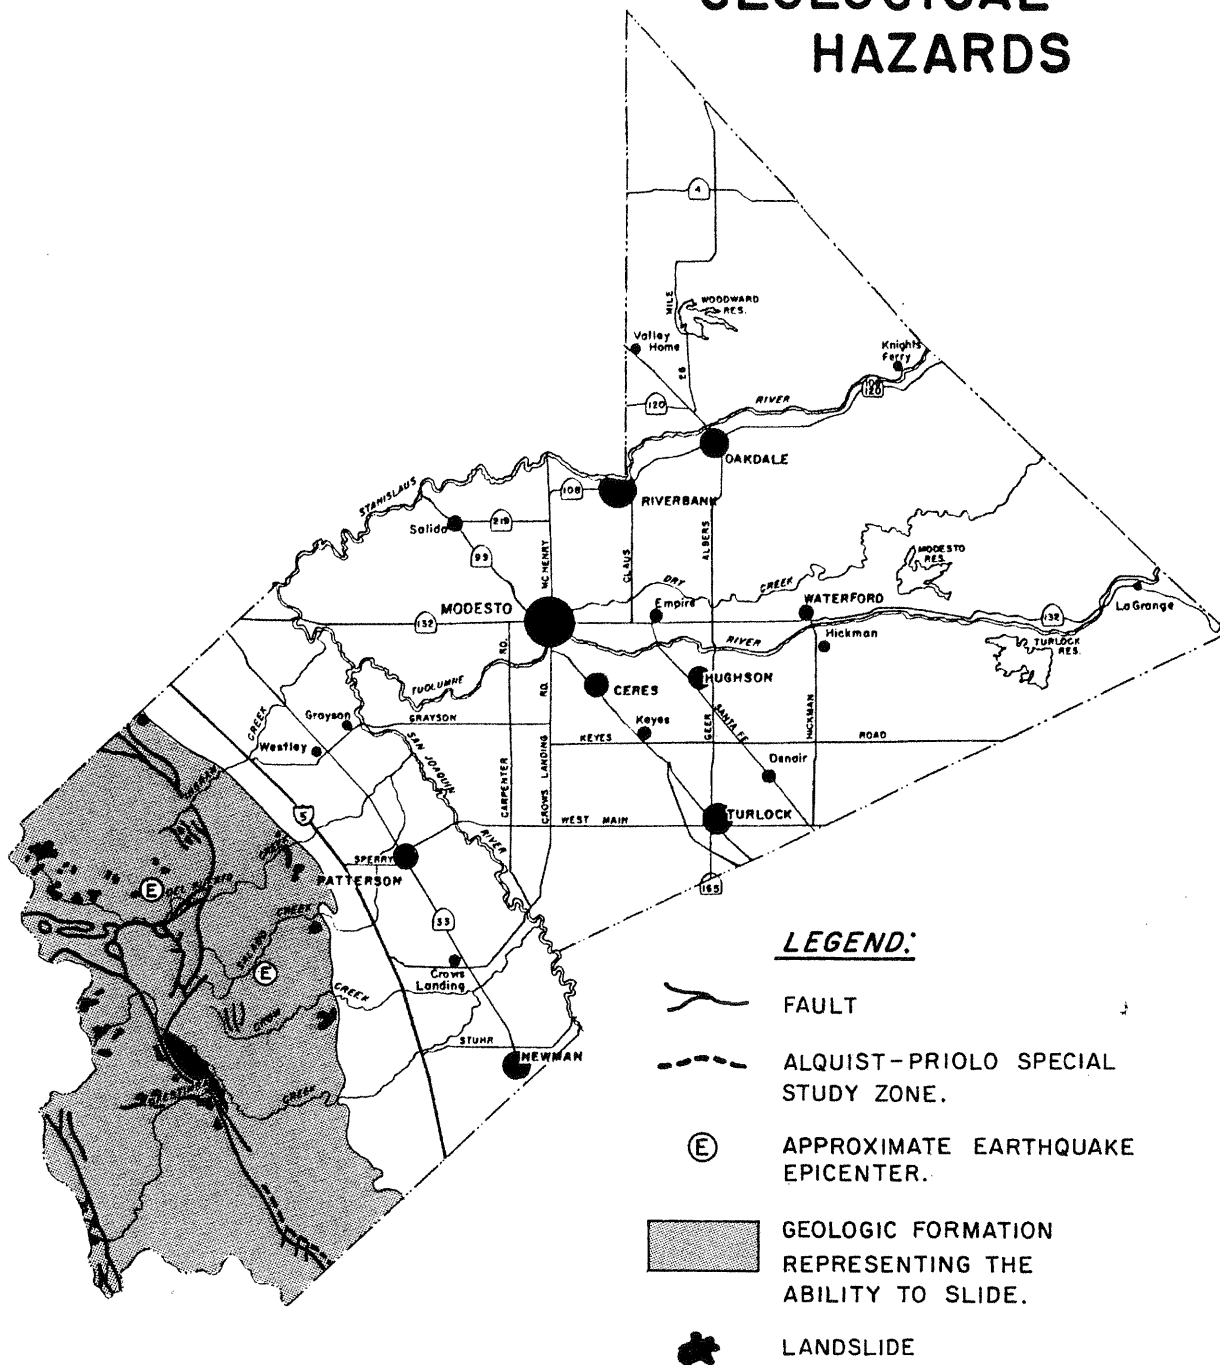 GEOLOGICAL
HAZARDS
4
MILE
WOODWARD
RES.
Valley
Home
26
Knights
Ferry
120
RIVER
108
120
OAKDALE
STANISLAUS
108
RIVERBANK
Salida
219
99
MC HENRY
CLAUS
ALBERS
DRY
CREEK
MODESTO
RES.
MODESTO
Empire
WATERFORD
132
LaGrange
132
RD.
RIVER
Hickman
TURLOCK
RES.
TUOLUMNE
RD.
CERES
HUGHSON
Grayson
GRAYSON
CREEK
Keyes
GEER
SANTA FE
HICKMAN
Westley
SAN JOAQUIN
KEYES
ROAD
INGRAM
CARPENTER
CROWS LANDING
Denair
5
WEST MAIN
TURLOCK
RIVER
CREEK
SPERRY
PATTERSON
E
DEL PUERTO
165
CREEK
33
SALADO
E
Crows
Landing
CREEK
STUHR
NEWMAN
CREEK
LEGEND:
FAULT
ALQUIST-PRIOLO SPECIAL
STUDY ZONE.
E
APPROXIMATE EARTHQUAKE
EPICENTER.
GEOLOGIC FORMATION
REPRESENTING THE
ABILITY TO SLIDE.
LANDSLIDE